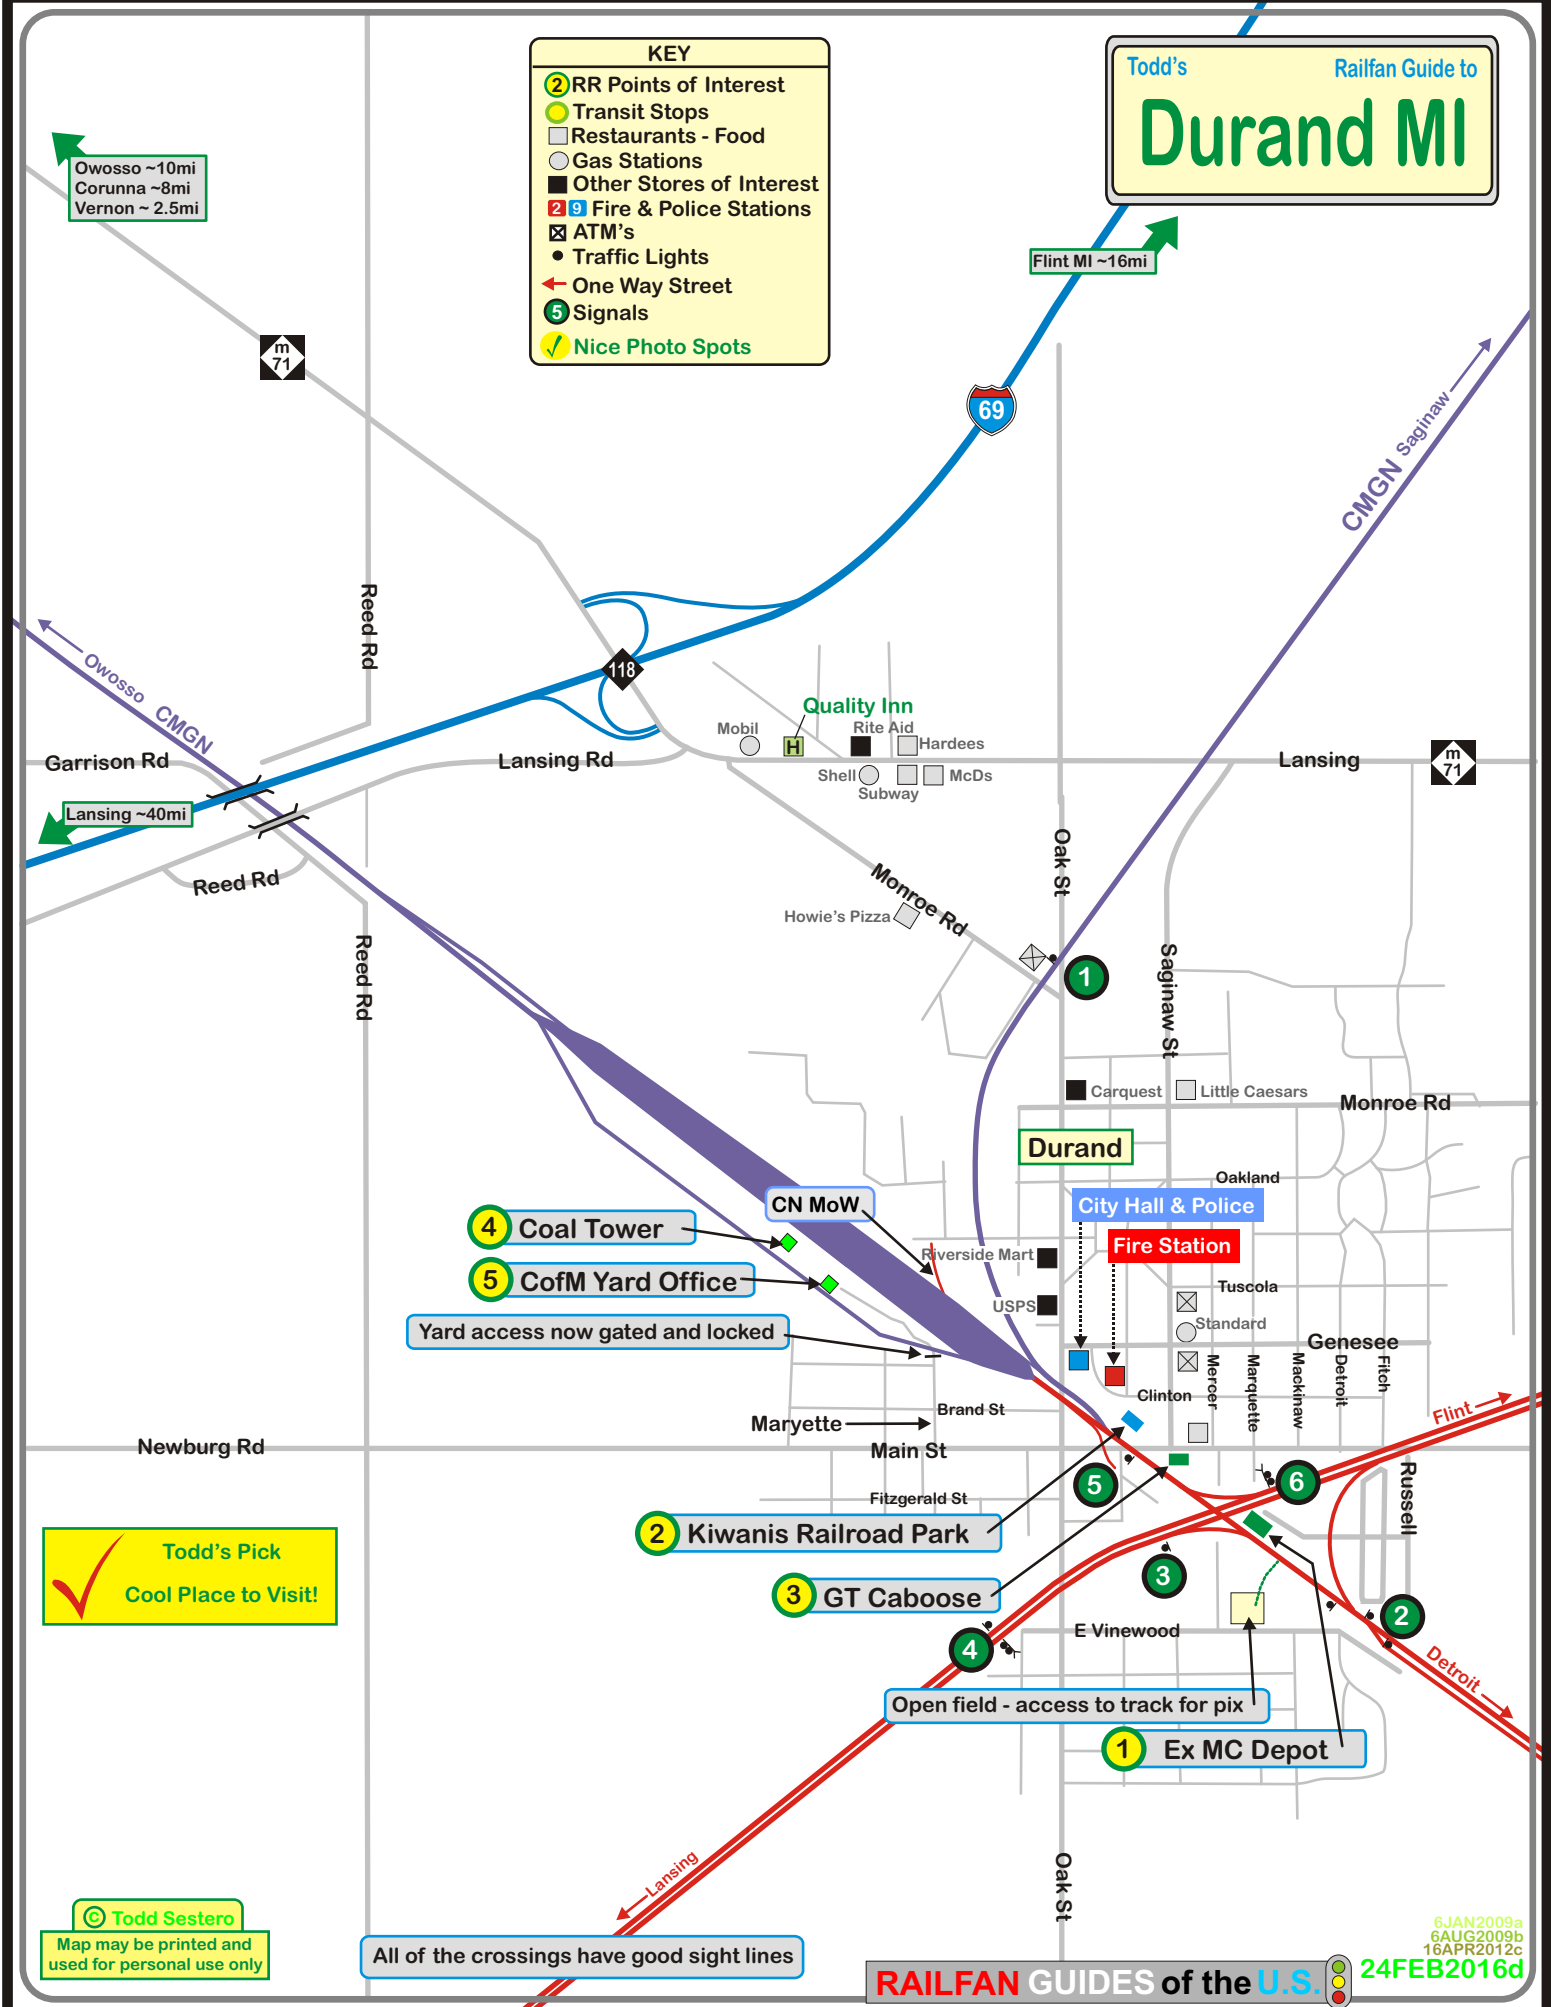 KEY
2 RR Points of Interest
Transit Stops
Restaurants - Food
Gas Stations
Other Stores of Interest
2 9 Fire & Police Stations
ATM's
Traffic Lights
One Way Street
5 Signals
Nice Photo Spots
Todd's Railfan Guide to
Durand MI
Owosso ~10mi
Corunna ~8mi
Vernon ~ 2.5mi
Flint MI ~16mi
m
71
69
CMGN Saginaw
Reed Rd
Owosso CMGN
118
Garrison Rd
Lansing Rd
Lansing ~40mi
Quality Inn
Mobil
H
Rite Aid
Hardees
Shell
McDs
Subway
Lansing
m
71
Reed Rd
Oak St
Monroe Rd
Howie's Pizza
Reed Rd
1
Saginaw St
Carquest
Little Caesars
Monroe Rd
Durand
Oakland
CN MoW
City Hall & Police
4 Coal Tower
Fire Station
Riverside Mart
5 CofM Yard Office
Tuscola
USPS
Standard
Yard access now gated and locked
Genesee
Mercer
Marquette
Mackinaw
Detroit
Fitch
Clinton
Brand St
Maryette
Flint
Newburg Rd
Main St
5
6
Russell
Fitzgerald St
2 Kiwanis Railroad Park
Todd's Pick
Cool Place to Visit!
3
3 GT Caboose
2
E Vinewood
4
Detroit
Open field - access to track for pix
1 Ex MC Depot
Lansing
Oak St
© Todd Sestero
Map may be printed and
used for personal use only
All of the crossings have good sight lines
6JAN2009a
6AUG2009b
16APR2012c
24FEB2016d
RAILFAN GUIDES of the U.S.